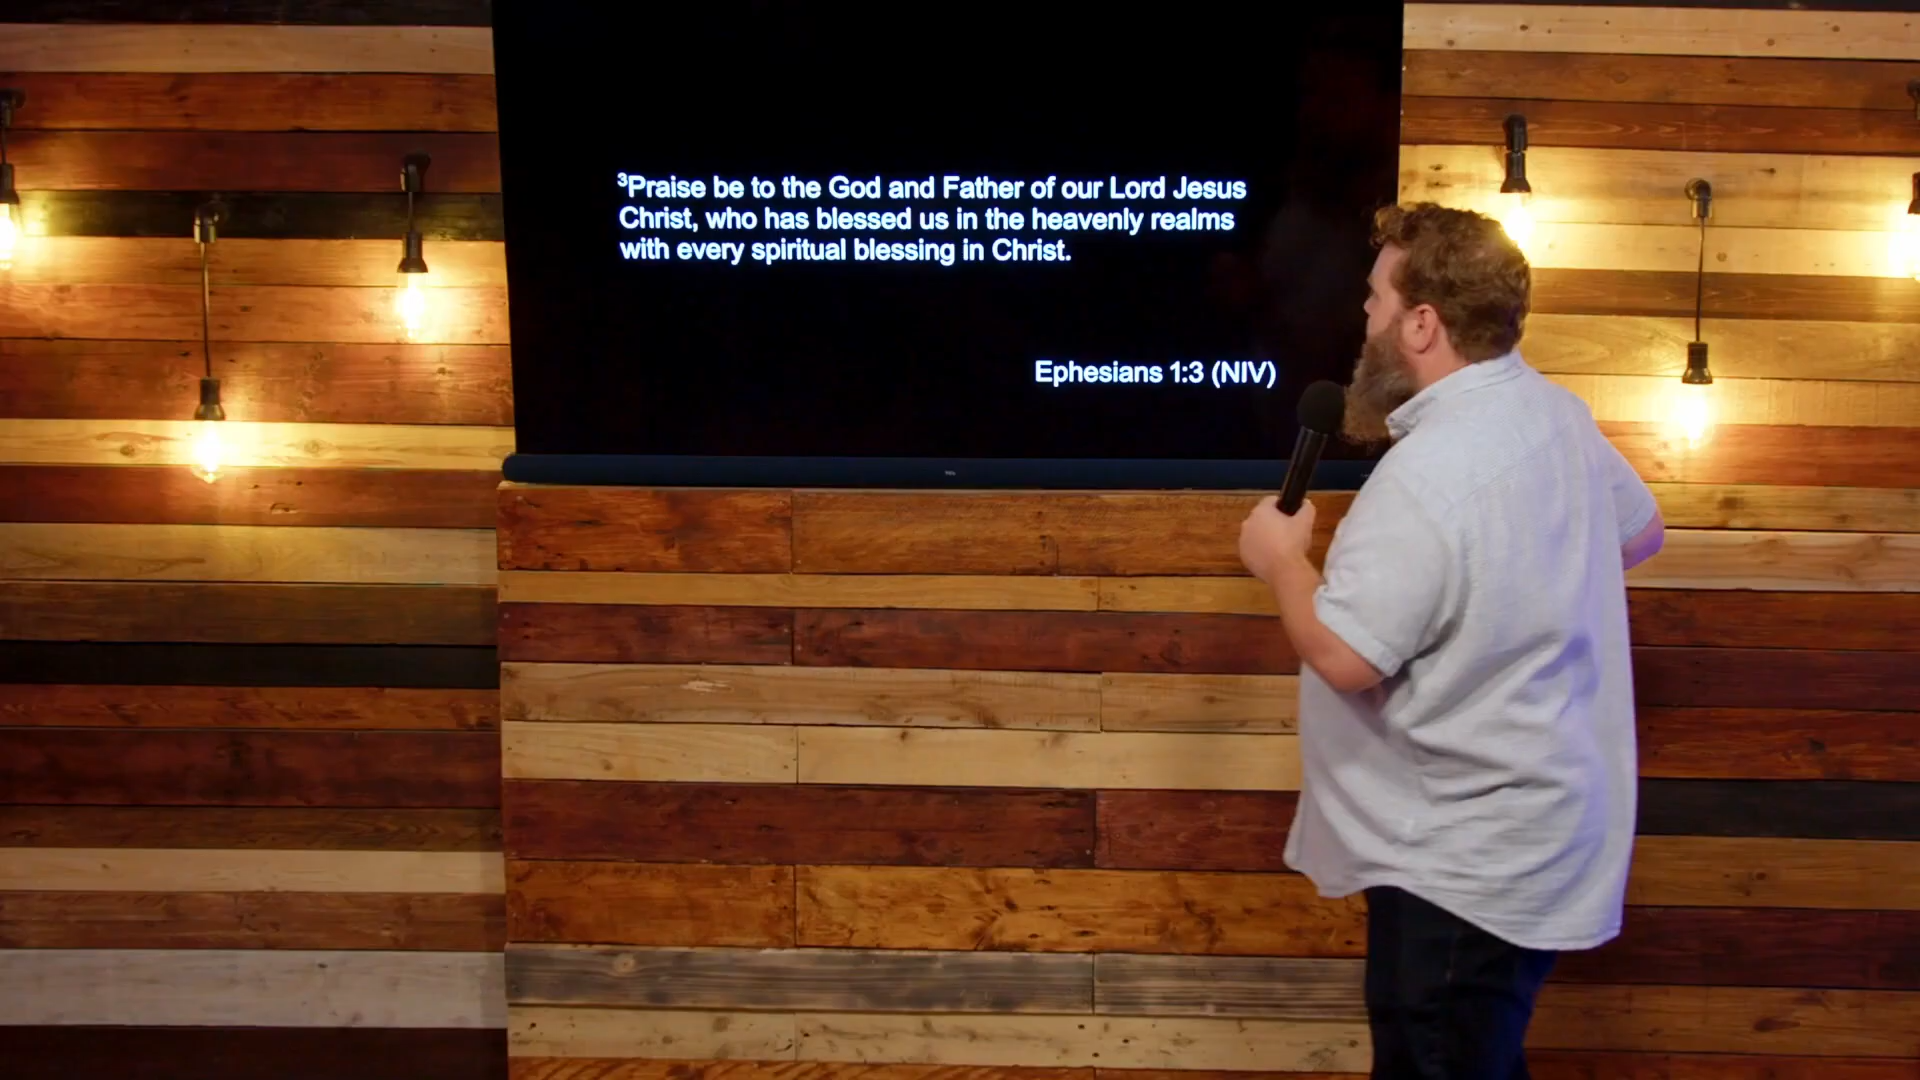 ³Praise be to the God and Father of our Lord Jesus
Christ, who has blessed us in the heavenly realms
with every spiritual blessing in Christ.
Ephesians 1:3 (NIV)